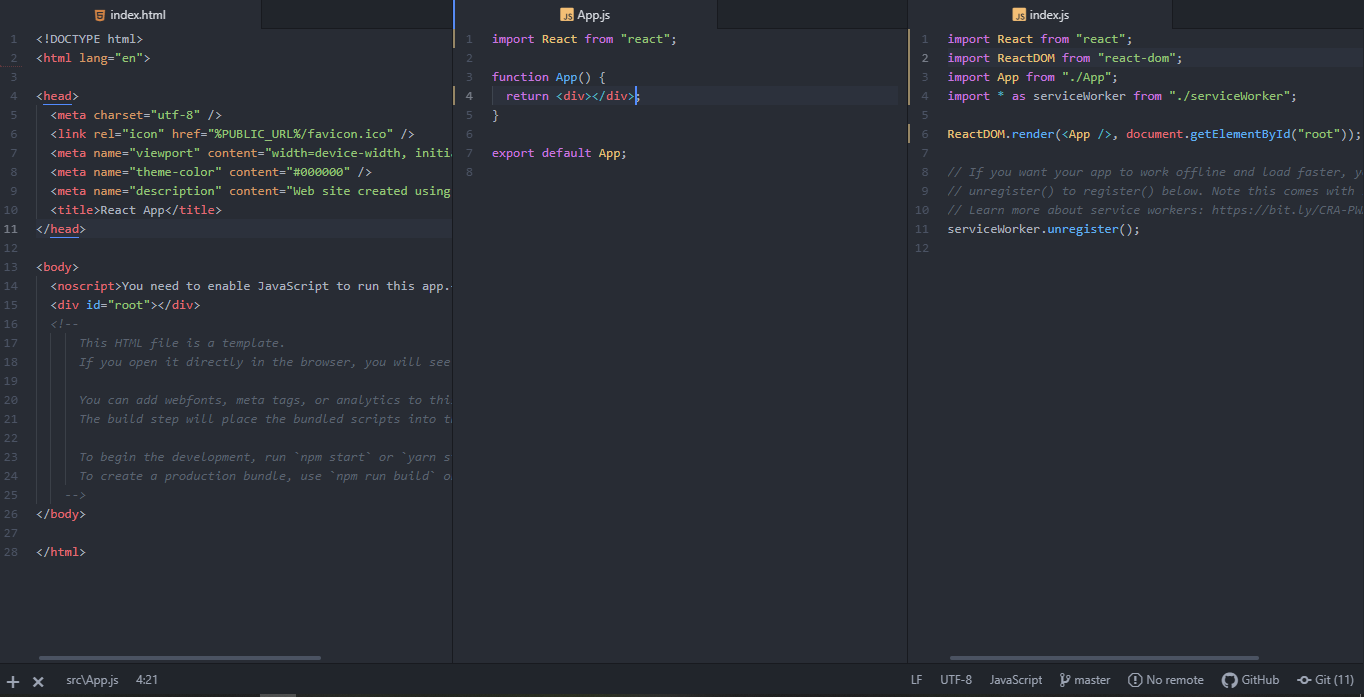 index.html
1 <!DOCTYPE html>
2 <html lang="en">
3
4 <head>
5 <meta charset="utf-8" />
6 <link rel="icon" href="%PUBLIC_URL%/favicon.ico" />
7 <meta name="viewport" content="width=device-width,
8 <meta name="theme-color" content="#000000" />
9 <meta name="description" content="Web site created using
10 <title>React App</title>
11 </head>
12
13 <body>
14 <noscript>You need to enable JavaScript to run this app.
15 <div id="root"></div>
16 <!--
17 This HTML file is a template.
18 If you open it directly in the browser, you will see
19
20 You can add webfonts, meta tags, or analytics to
21 The build step will place the bundled scripts into
22
23 To begin the development, run `npm start` or `yarn
24 To create a production bundle, use `npm run build`
25 -->
26 </body>
27
28 </html>
JS App.js
1 import React from "react";
2
3 function App() {
4 return <div></div>;
5 }
6
7 export default App;
8
JS index.js
1 import React from "react";
2 import ReactDOM from "react-dom";
3 import App from "./App";
4 import * as serviceWorker from "./serviceWorker";
5
6 ReactDOM.render(<App />, document.getElementById("root"));
7
8 // If you want your app to work offline and load faster,
9 // unregister() to register() below. Note this comes with
10 // Learn more about service workers: https://bit.ly/CRA-PW
11 serviceWorker.unregister();
12
src\App.js 4:21 LF UTF-8 JavaScript master No remote GitHub Git (11)